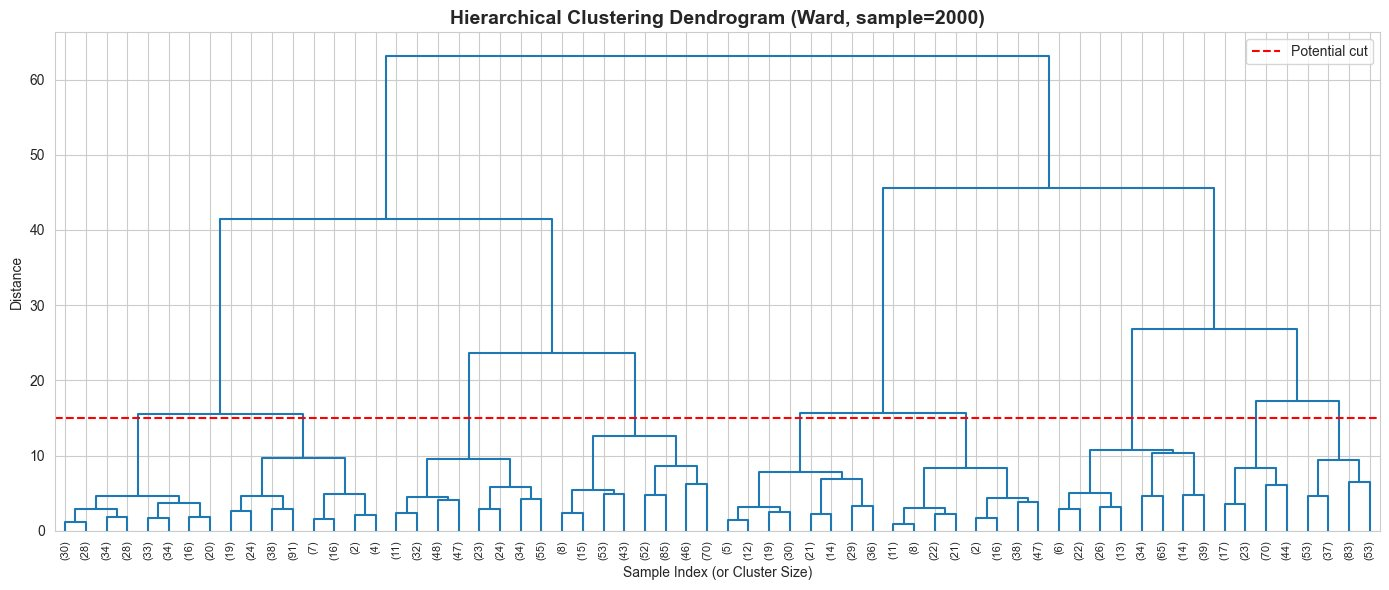 Hierarchical Clustering Dendrogram (Ward, sample=2000)
Potential cut
Distance
60
50
40
30
20
10
0
(30) (28) (34) (28) (33) (34) (16) (20) (19) (24) (38) (91) (7) (16) (2) (4) (11) (32) (48) (47) (23) (24) (34) (55) (8) (15) (53) (43) (52) (85) (46) (70) (5) (12) (19) (30) (21) (14) (29) (36) (11) (8) (22) (21) (2) (16) (38) (47) (6) (22) (26) (13) (34) (65) (14) (39) (17) (23) (70) (44) (53) (37) (83) (53)
Sample Index (or Cluster Size)